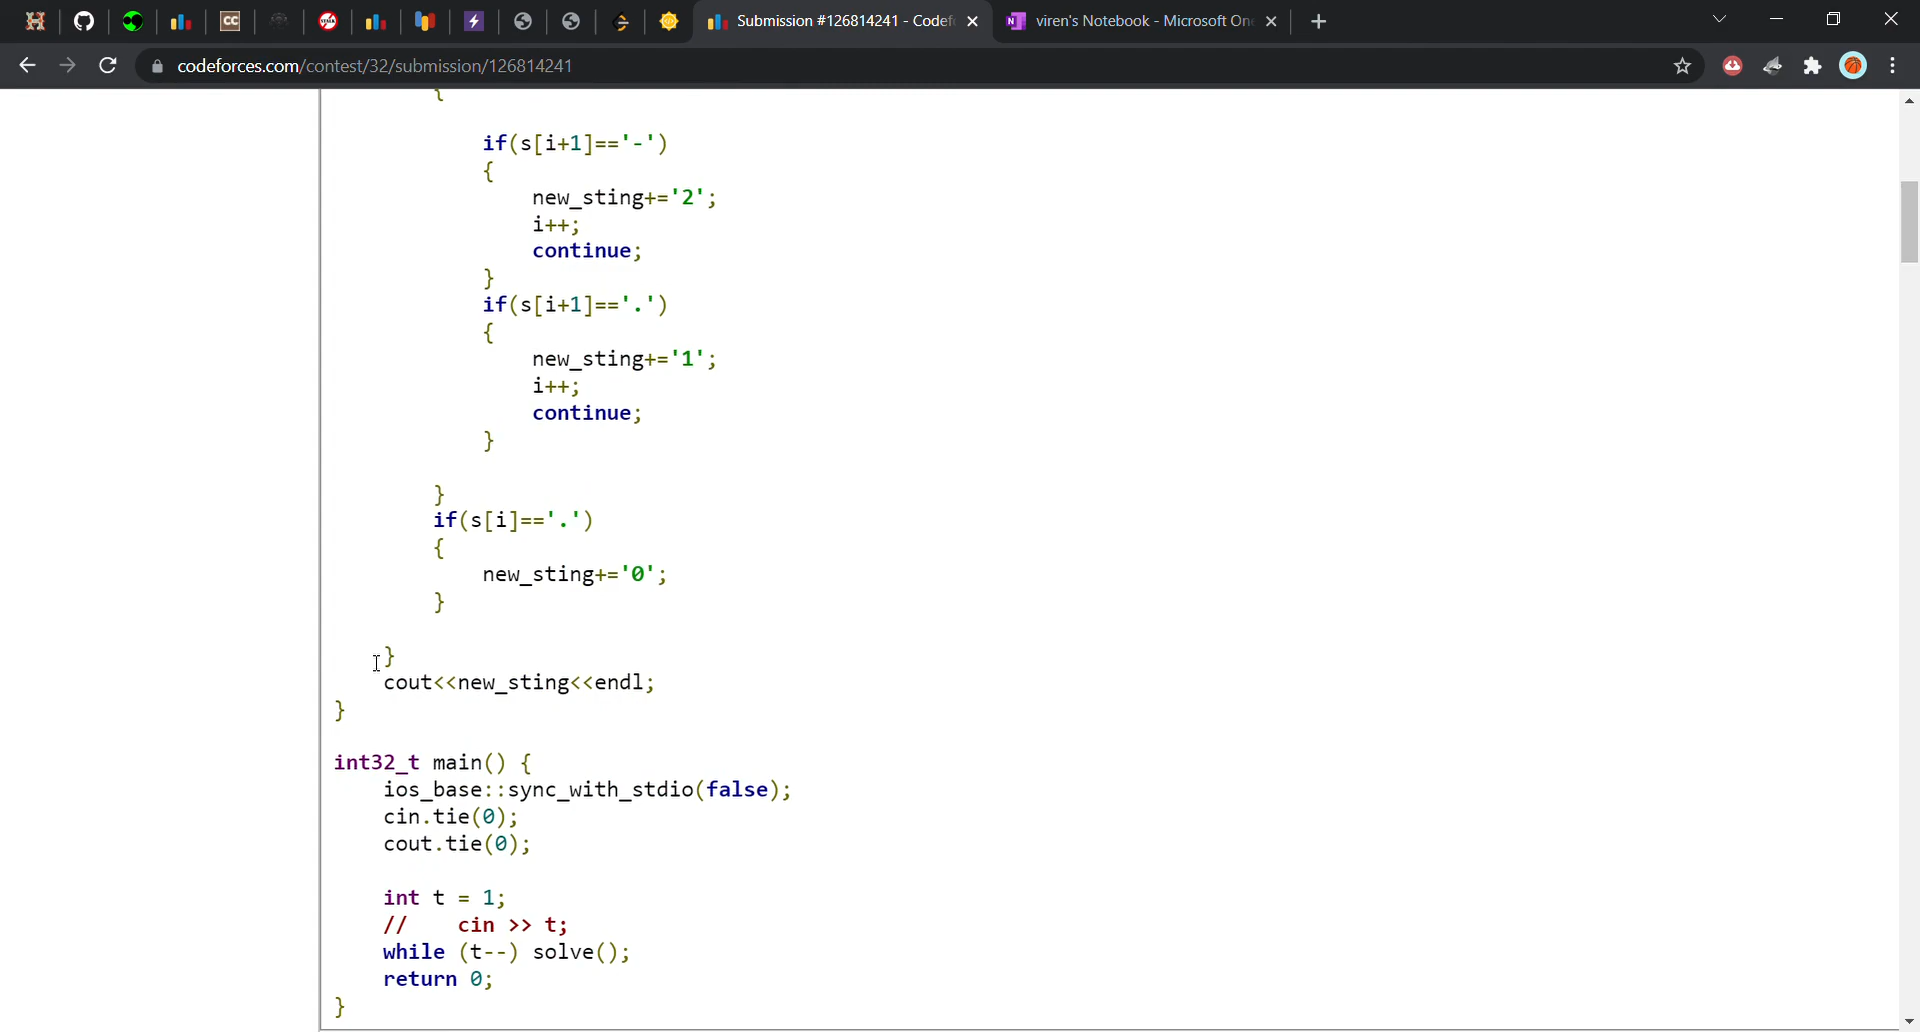 CC
Submission #126814241 - Codef
viren's Notebook - Microsoft On
codeforces.com/contest/32/submission/126814241
{
if(s[i+1]=='-')
{
new_sting+='2';
i++;
continue;
}
if(s[i+1]=='.')
{
new_sting+='1';
i++;
continue;
}
}
if(s[i]=='.')
{
new_sting+='0';
}
}
cout<<new_sting<<endl;
}
int32_t main() {
ios_base::sync_with_stdio(false);
cin.tie(0);
cout.tie(0);
int t = 1;
// cin >> t;
while (t--) solve();
return 0;
}